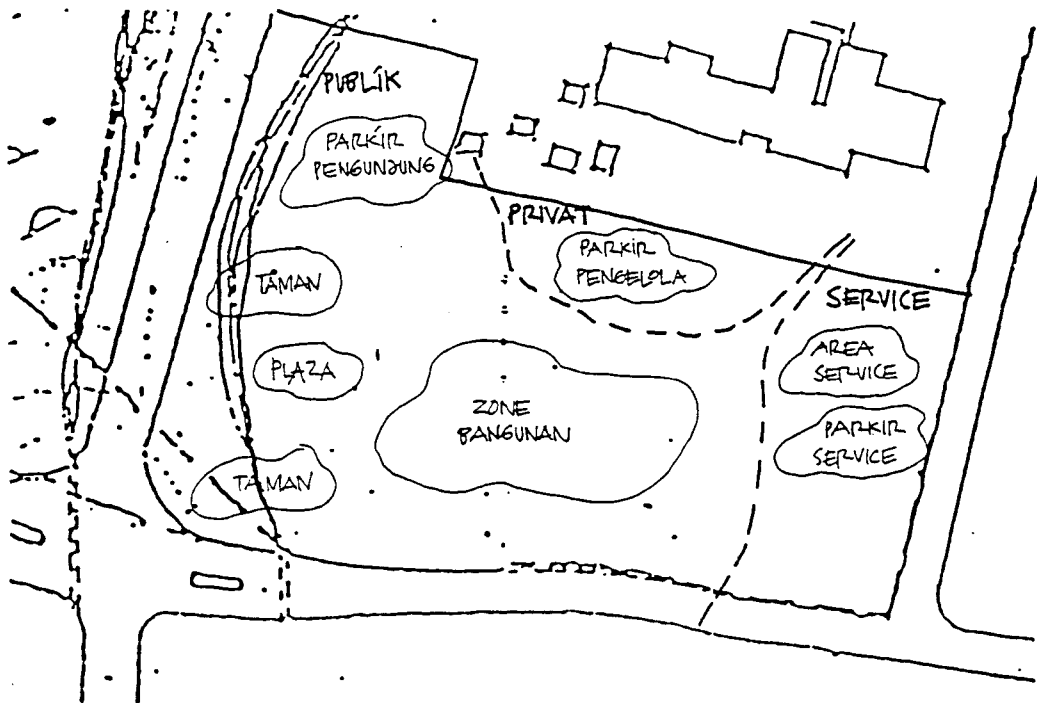 PUBLIK
PARKIR
PENGUNJUNG
PRIVAT
PARKIR
PENGELOLA
TAMAN
SERVICE
PLAZA
AREA
SERVICE
ZONE
BANGUNAN
PARKIR
SERVICE
TAMAN